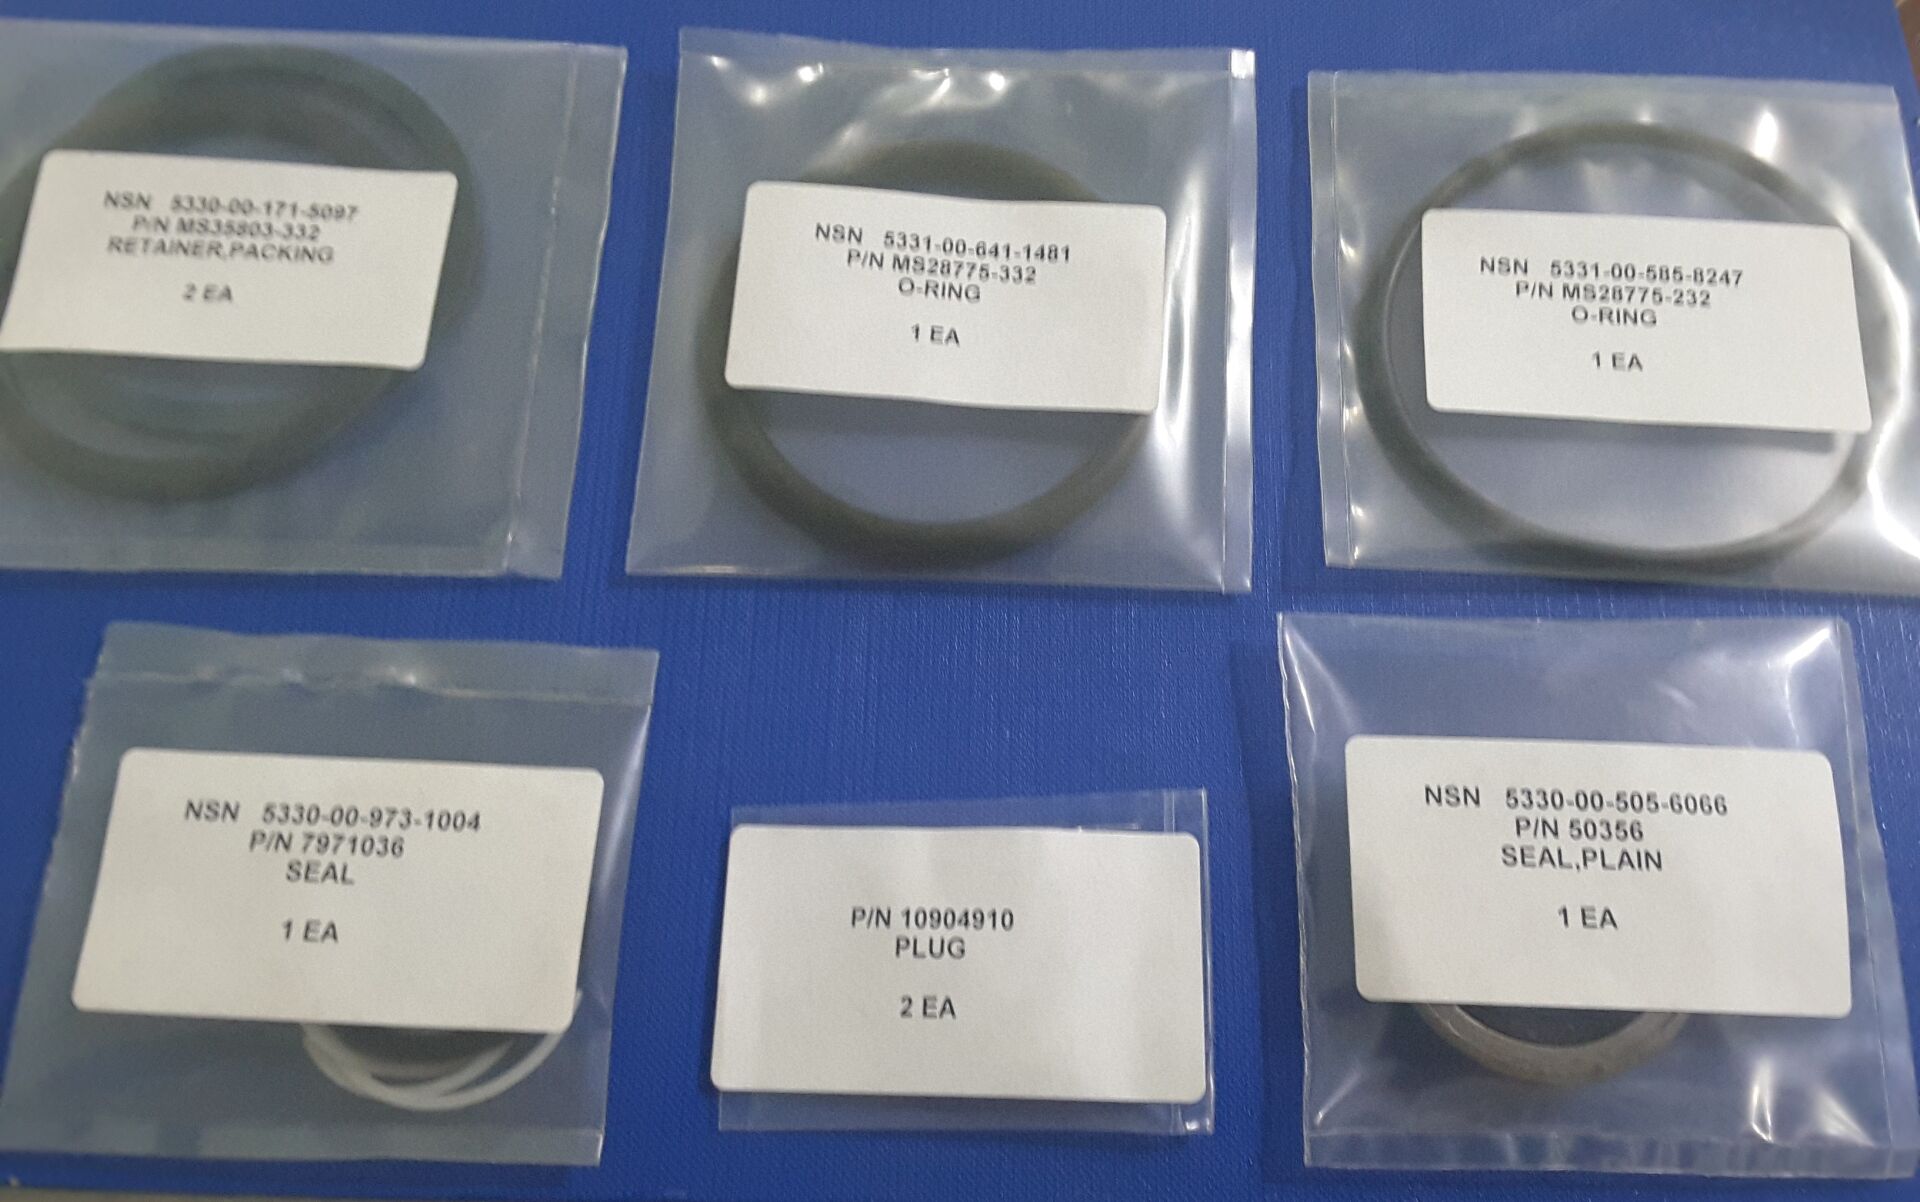 NSN 5330-00-171-5097
P/N MS35803-332
RETAINER,PACKING
2 EA
NSN 5331-00-641-1481
P/N MS28775-332
O-RING
1 EA
NSN 5331-00-585-8247
P/N MS28775-232
O-RING
1 EA
NSN 5330-00-973-1004
P/N 7971036
SEAL
1 EA
P/N 10904910
PLUG
2 EA
NSN 5330-00-505-6066
P/N 50356
SEAL,PLAIN
1 EA